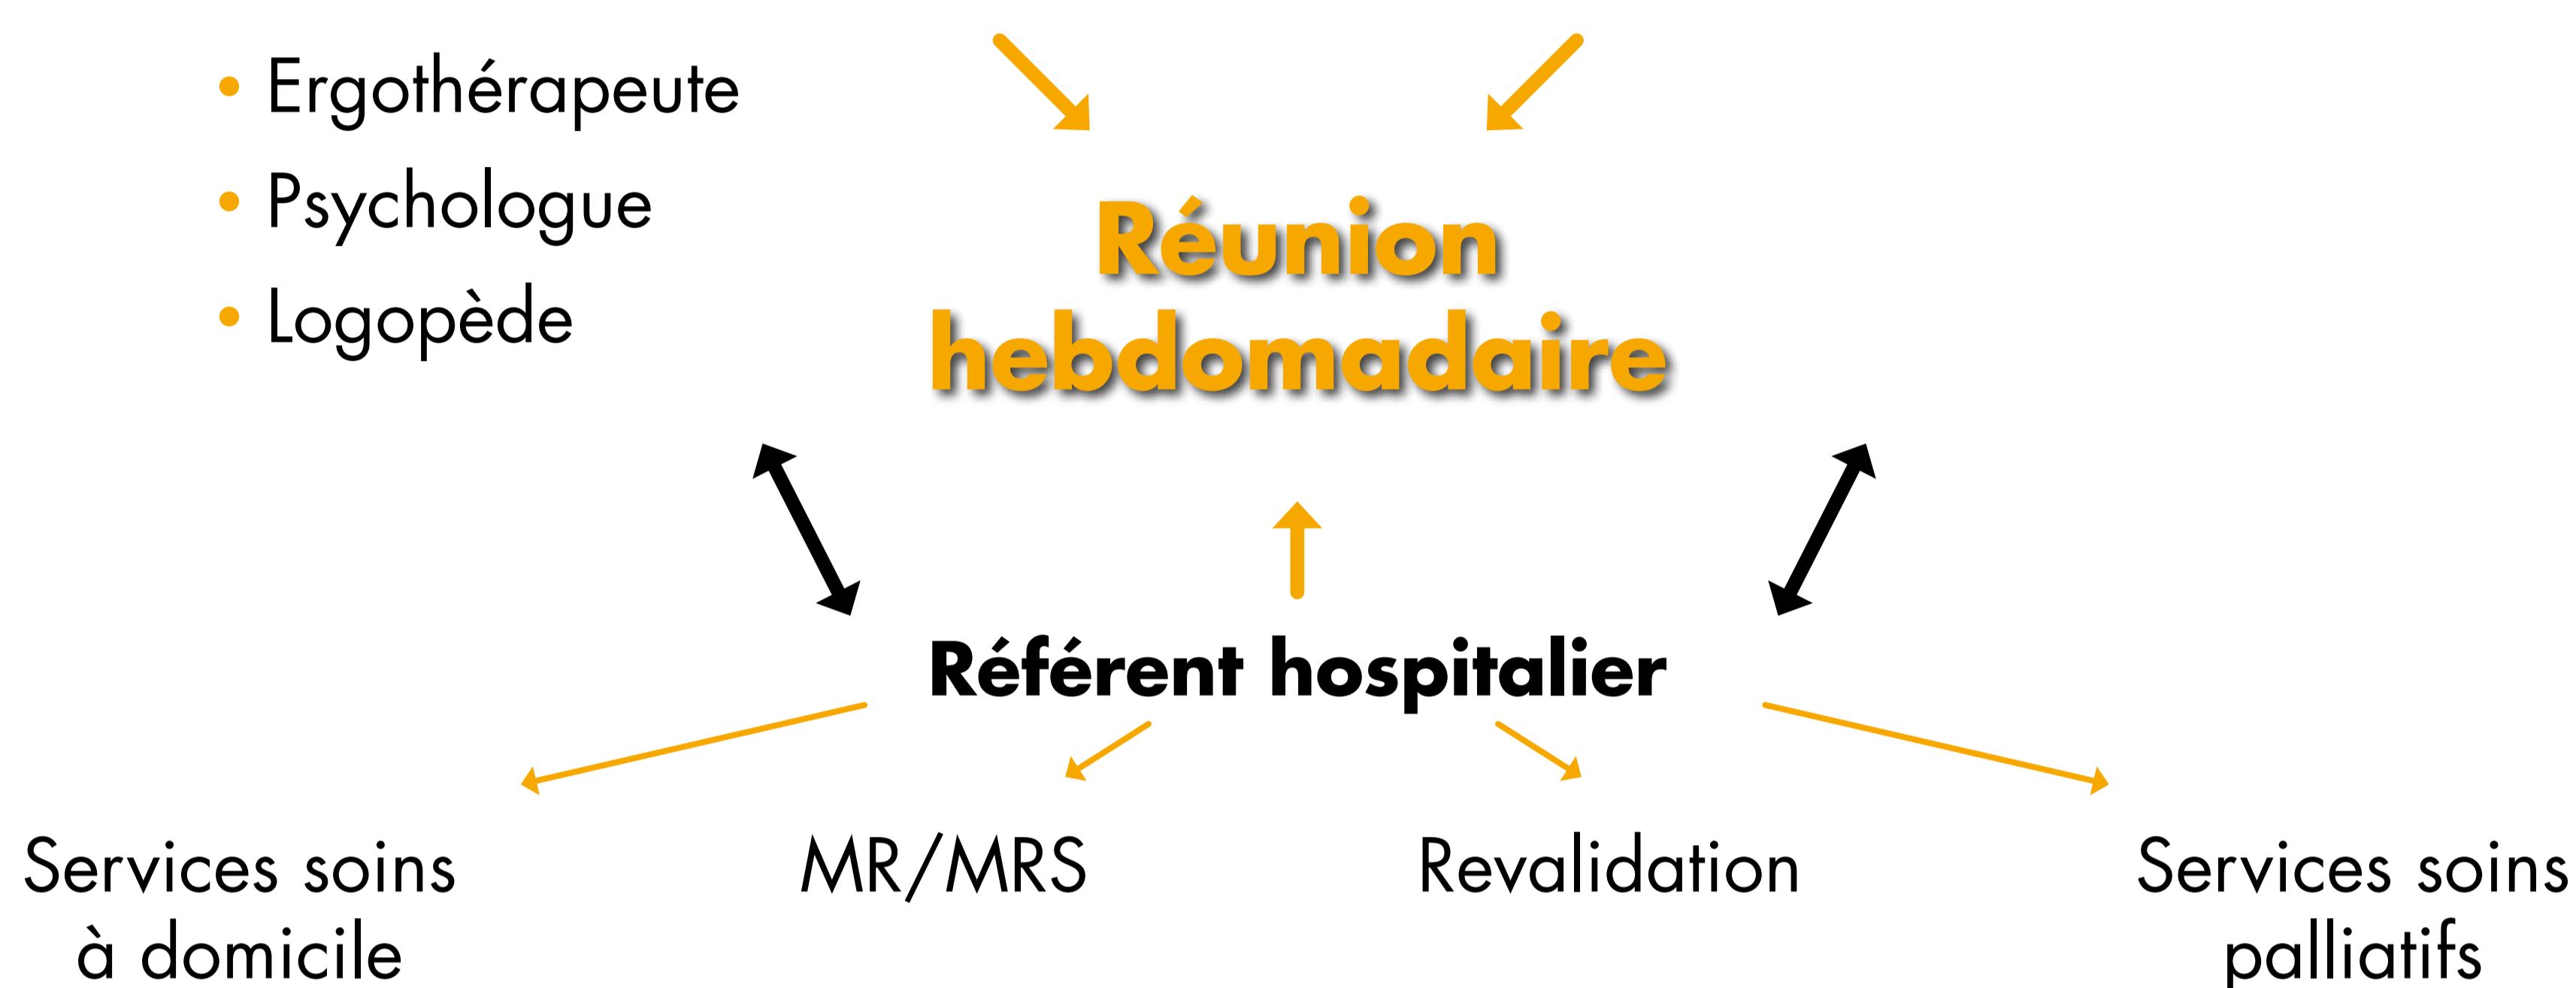 • Ergothérapeute
• Psychologue
• Logopède
Réunion
hebdomadaire
Référent hospitalier
Services soins
à domicile
MR/MRS
Revalidation
Services soins
palliatifs